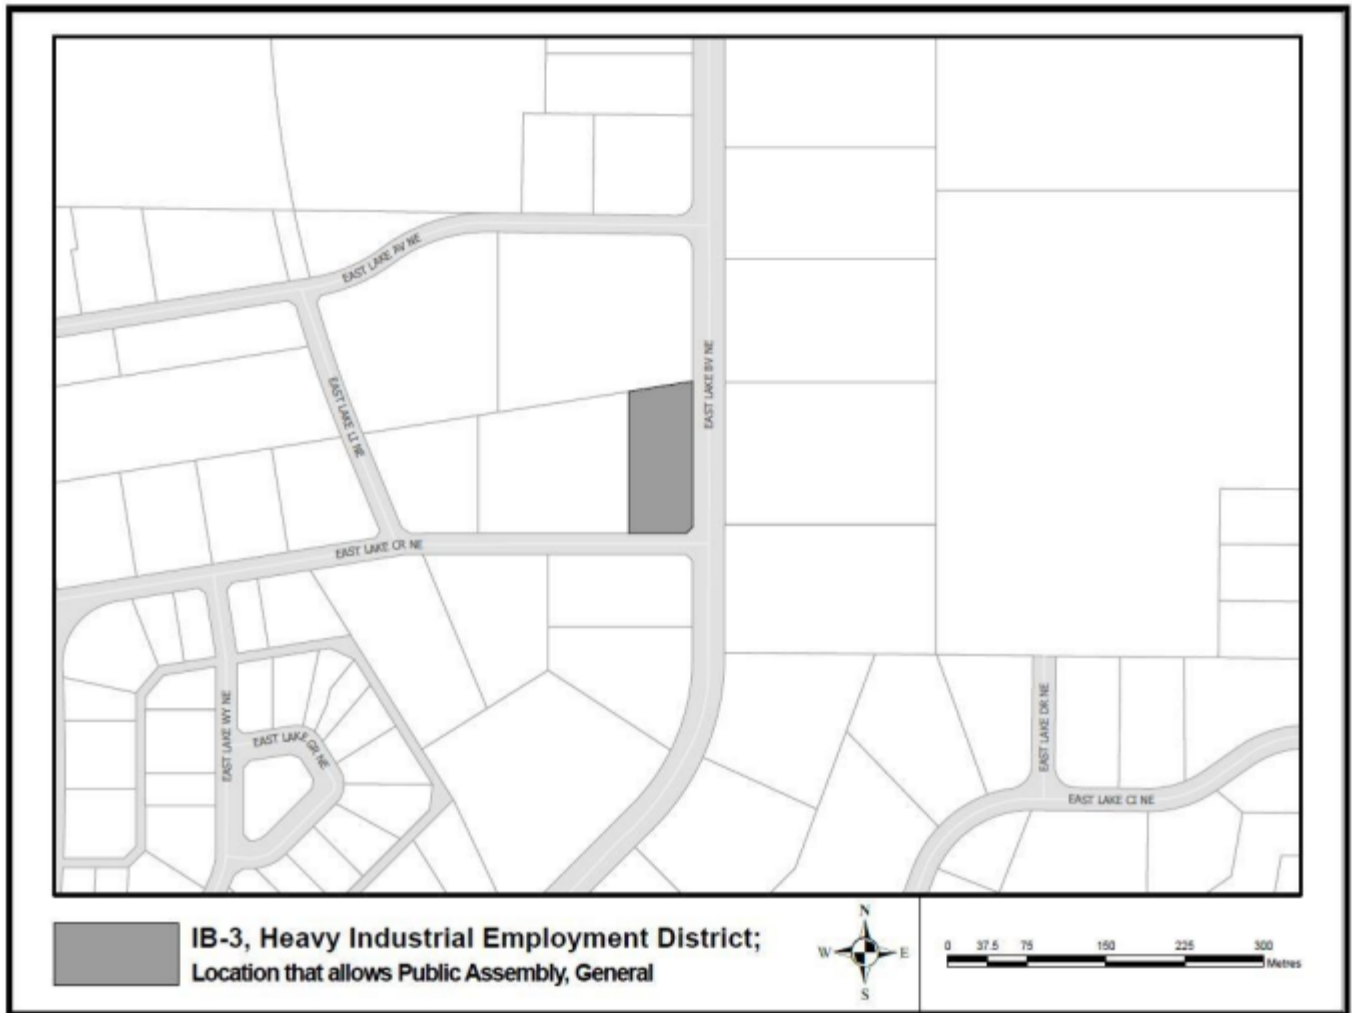 EAST LAKE AV NE
EAST LAKE BV NE
EAST LAKE LI NE
EAST LAKE CR NE
EAST LAKE WY NE
EAST LAKE GR NE
EAST LAKE DR NE
EAST LAKE CI NE
IB-3, Heavy Industrial Employment District;
Location that allows Public Assembly, General
N
W E
S
0 37.5 75 150 225 300
Metres